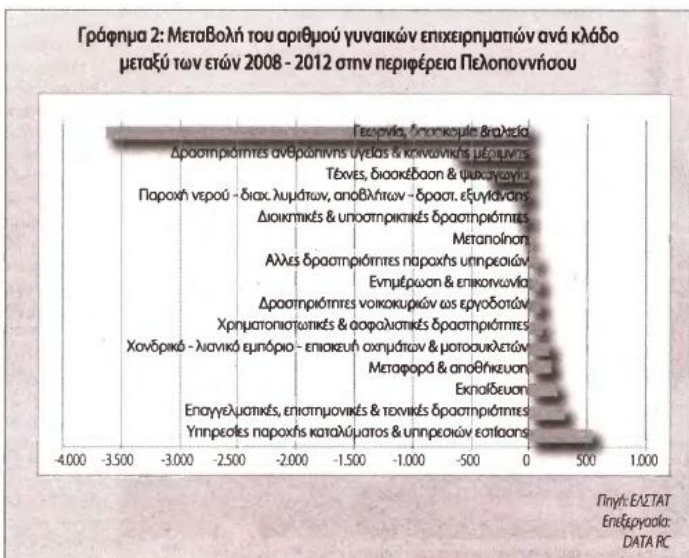 Γράφημα 2: Μεταβολή του αριθμού γυναικών επιχειρηματιών ανά κλάδο
μεταξύ των ετών 2008 - 2012 στην περιφέρεια Πελοποννήσου
Γεωργία, δασοκομία & αλιεία
Δραστηριότητες ανθρώπινης υγείας & κοινωνικής μέριμνης
Τέχνες, διασκέδαση & ψυχαγωγία
Παροχή νερού - διαχ. λυμάτων, αποβλήτων - δραστ. εξυγίανσης
Διοικητικές & υποστηρικτικές δραστηριότητες
Μεταποίηση
Άλλες δραστηριότητες παροχής υπηρεσιών
Ενημέρωση & επικοινωνία
Δραστηριότητες νοικοκυριών ως εργοδοτών
Χρηματοπιστωτικές & ασφαλιστικές δραστηριότητες
Χονδρικό - λιανικό εμπόριο - επισκευή οχημάτων & μοτοσυκλετών
Μεταφορά & αποθήκευση
Εκπαίδευση
Επαγγελματικές, επιστημονικές & τεχνικές δραστηριότητες
Υπηρεσίες παροχής καταλύματος & υπηρεσιών εστίασης
-4.000 -3.500 -3.000 -2.500 -2.000 -1.500 -1.000 -500 0 500 1.000
Πηγή: ΕΛΣΤΑΤ
Επεξεργασία:
DATA RC